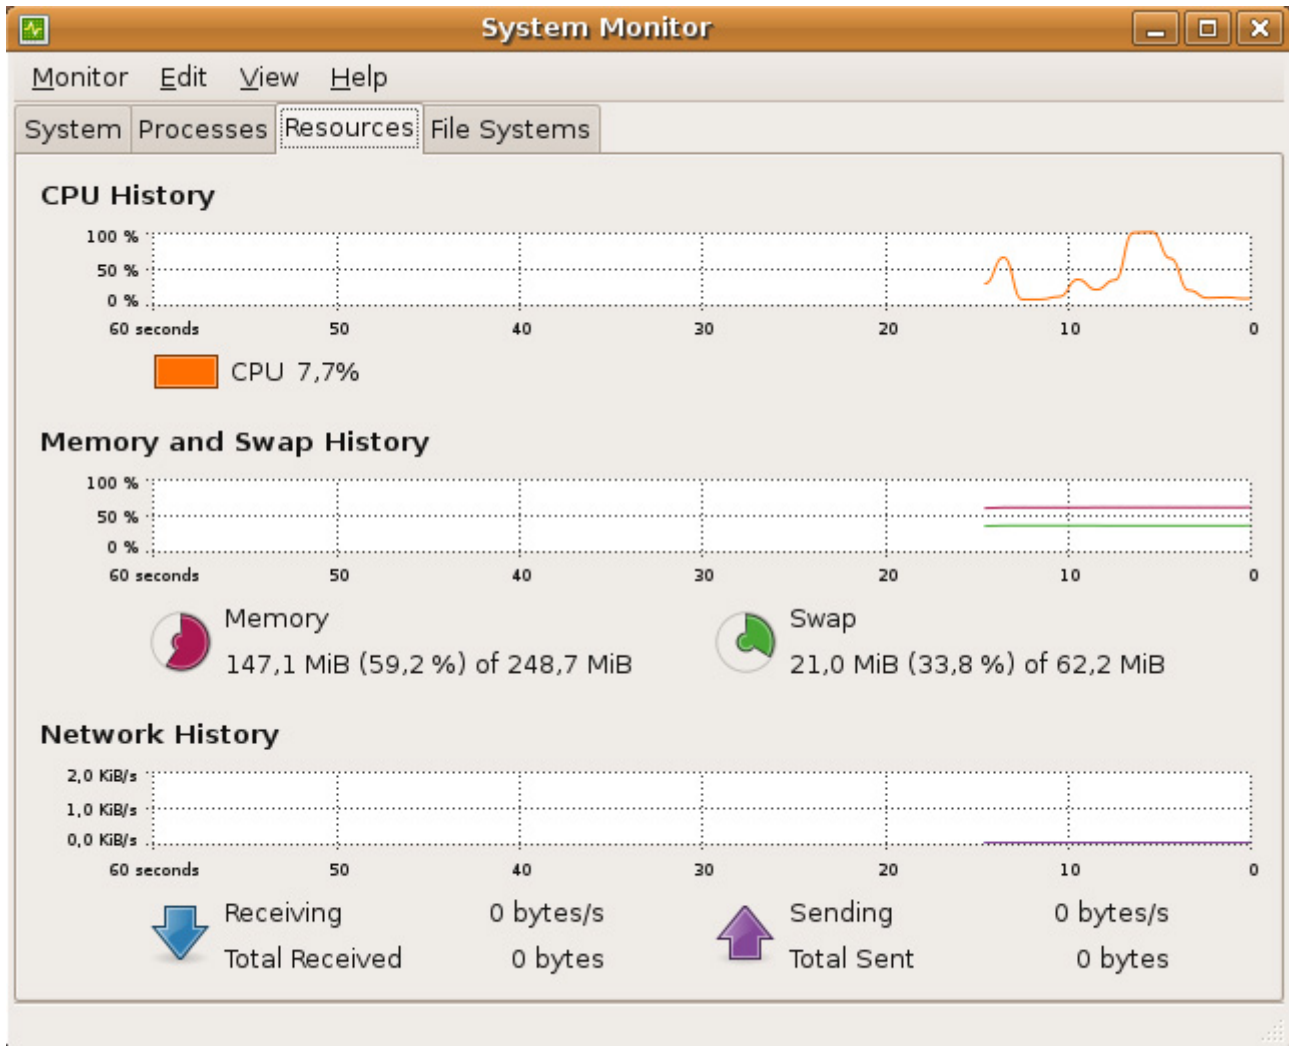 System Monitor
Monitor Edit View Help
System Processes Resources File Systems
CPU History
100 %
50 %
0 %
60 seconds 50 40 30 20 10 0
CPU 7,7%
Memory and Swap History
100 %
50 %
0 %
60 seconds 50 40 30 20 10 0
Memory Swap
147,1 MiB (59,2 %) of 248,7 MiB 21,0 MiB (33,8 %) of 62,2 MiB
Network History
2,0 KiB/s
1,0 KiB/s
0,0 KiB/s
60 seconds 50 40 30 20 10 0
Receiving 0 bytes/s Sending 0 bytes/s
Total Received 0 bytes Total Sent 0 bytes